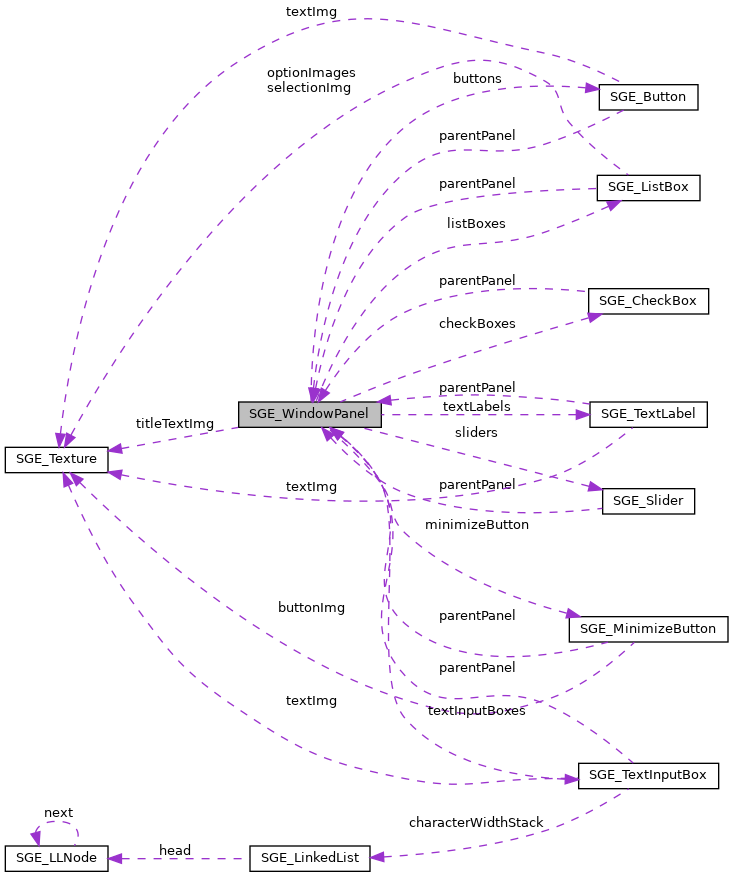 textImg
optionImages
selectionImg
buttons
SGE_Button
parentPanel
parentPanel
SGE_ListBox
listBoxes
parentPanel
SGE_CheckBox
checkBoxes
parentPanel
textLabels
SGE_WindowPanel
SGE_TextLabel
titleTextImg
sliders
SGE_Texture
textImg
parentPanel
SGE_Slider
minimizeButton
buttonImg
parentPanel
SGE_MinimizeButton
parentPanel
textImg
textInputBoxes
SGE_TextInputBox
next
characterWidthStack
head
SGE_LLNode
SGE_LinkedList